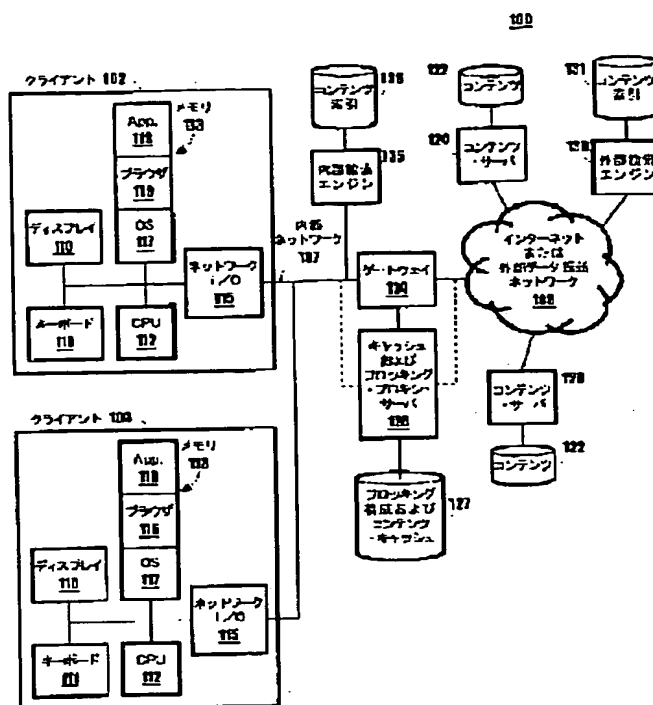 100
クライアント 102
メモリ
113
App.
118
ブラウザ
OS
117
ディスプレイ
110
キーボード
CPU
112
ネットワーク
I/O
115
内部
ネットワーク
137
コンテンツ
索引
136
内部検索
エンジン
135
ゲートウェイ
キャッシュ
および
ブロッキング
・プロキシ・
サーバ
ブロッキング
構成および
コンテンツ
・キャッシュ
127
122
コンテンツ
120
コンテンツ
・サーバ
131
コンテンツ
索引
外部検索
エンジン
インターネット
または
外部データ転送
ネットワーク
コンテンツ
・サーバ
コンテンツ
122
クライアント
メモリ
113
App.
ブラウザ
116
OS
117
ディスプレイ
110
キーボード
111
CPU
112
ネットワーク
I/O
115